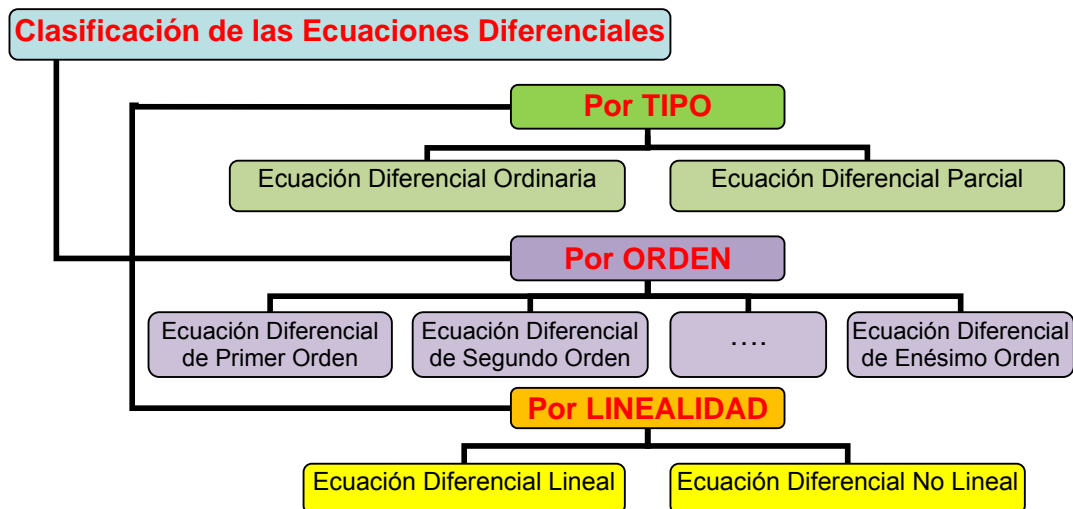 Clasificación de las Ecuaciones Diferenciales
Por TIPO
Ecuación Diferencial Ordinaria
Ecuación Diferencial Parcial
Por ORDEN
Ecuación Diferencial
de Primer Orden
Ecuación Diferencial
de Segundo Orden
....
Ecuación Diferencial
de Enésimo Orden
Por LINEALIDAD
Ecuación Diferencial Lineal
Ecuación Diferencial No Lineal